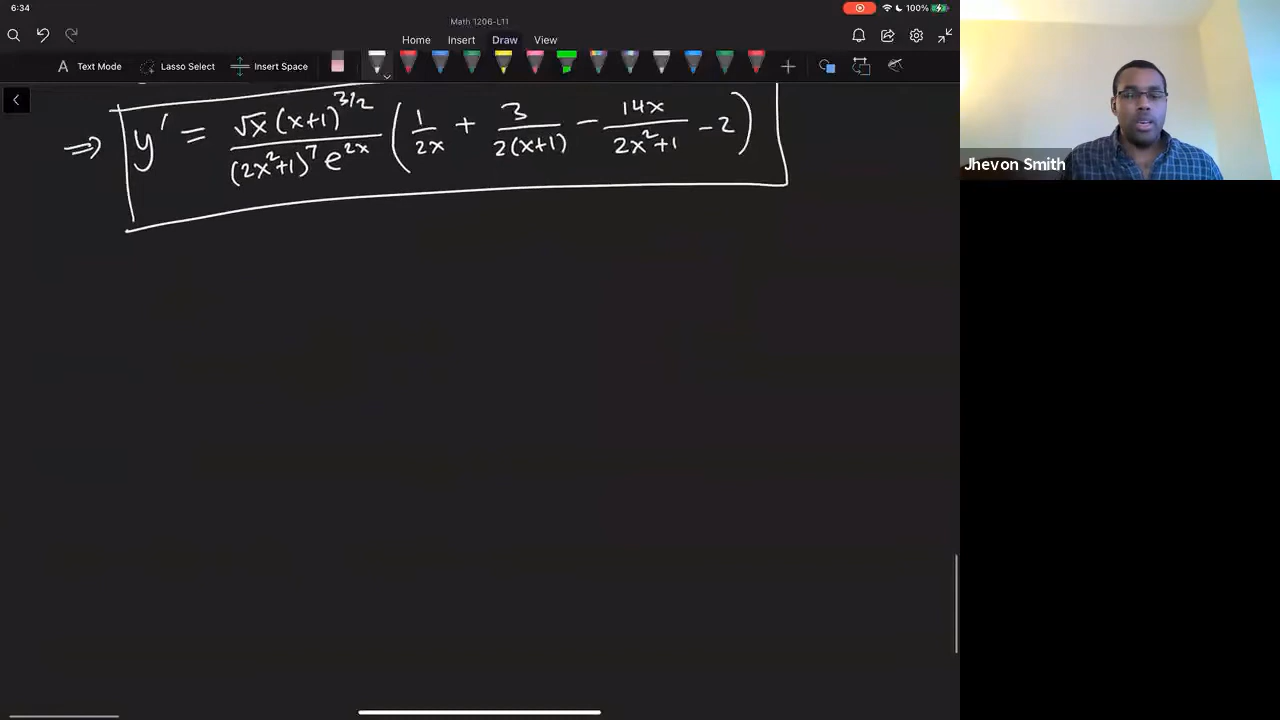 6:34
100%
Math 1206-L11
Home Insert Draw View
Text Mode Lasso Select Insert Space
⇒ y' = √x (x+1)^{3/2} / (2x²+1)^7 e^{2x} ( 1/2x + 3/2(x+1) − 14x/2x²+1 − 2 )
Jhevon Smith